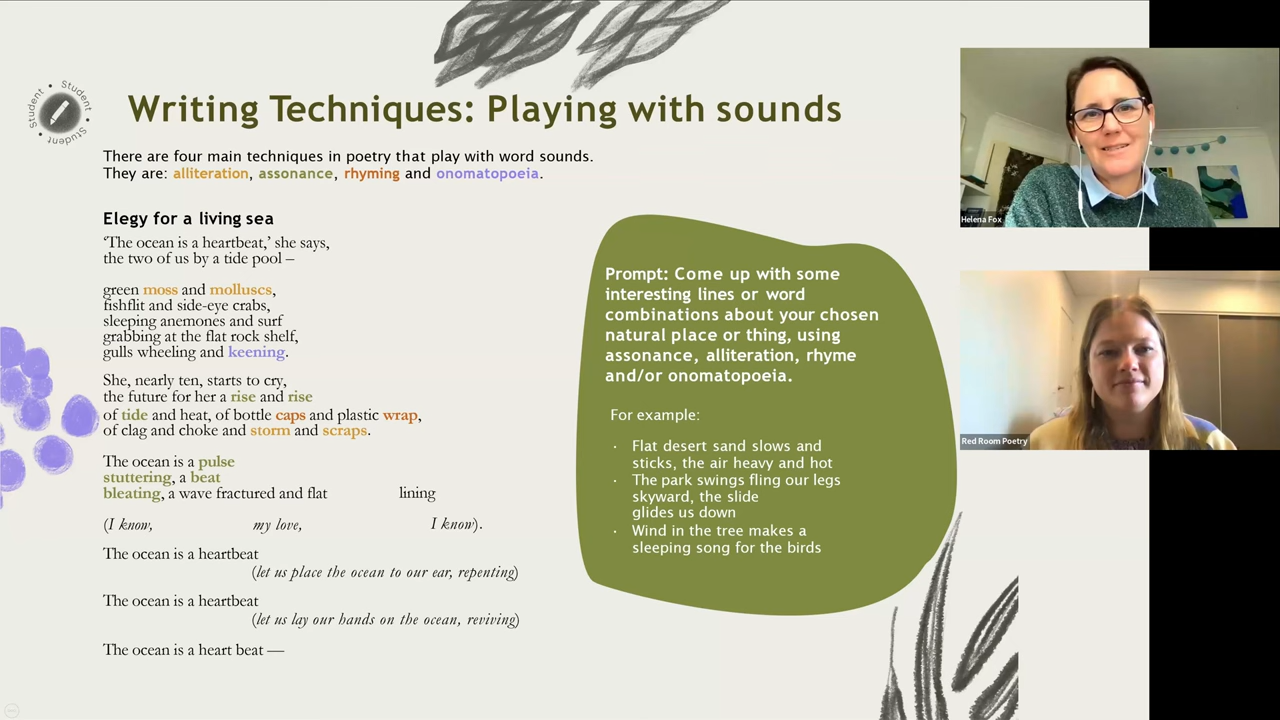 Student • Student • Student •
Writing Techniques: Playing with sounds
There are four main techniques in poetry that play with word sounds.
They are: alliteration, assonance, rhyming and onomatopoeia.
Elegy for a living sea
‘The ocean is a heartbeat,’ she says,
the two of us by a tide pool –
green moss and molluscs,
fishflit and side-eye crabs,
sleeping anemones and surf
grabbing at the flat rock shelf,
gulls wheeling and keening.
She, nearly ten, starts to cry,
the future for her a rise and rise
of tide and heat, of bottle caps and plastic wrap,
of clag and choke and storm and scraps.
The ocean is a pulse
stuttering, a beat
bleating, a wave fractured and flat lining
(I know, my love, I know).
The ocean is a heartbeat
(let us place the ocean to our ear, repenting)
The ocean is a heartbeat
(let us lay our hands on the ocean, reviving)
The ocean is a heart beat —
Prompt: Come up with some
interesting lines or word
combinations about your chosen
natural place or thing, using
assonance, alliteration, rhyme
and/or onomatopoeia.
For example:
· Flat desert sand slows and
sticks, the air heavy and hot
· The park swings fling our legs
skyward, the slide
glides us down
· Wind in the tree makes a
sleeping song for the birds
Helena Fox
Red Room Poetry